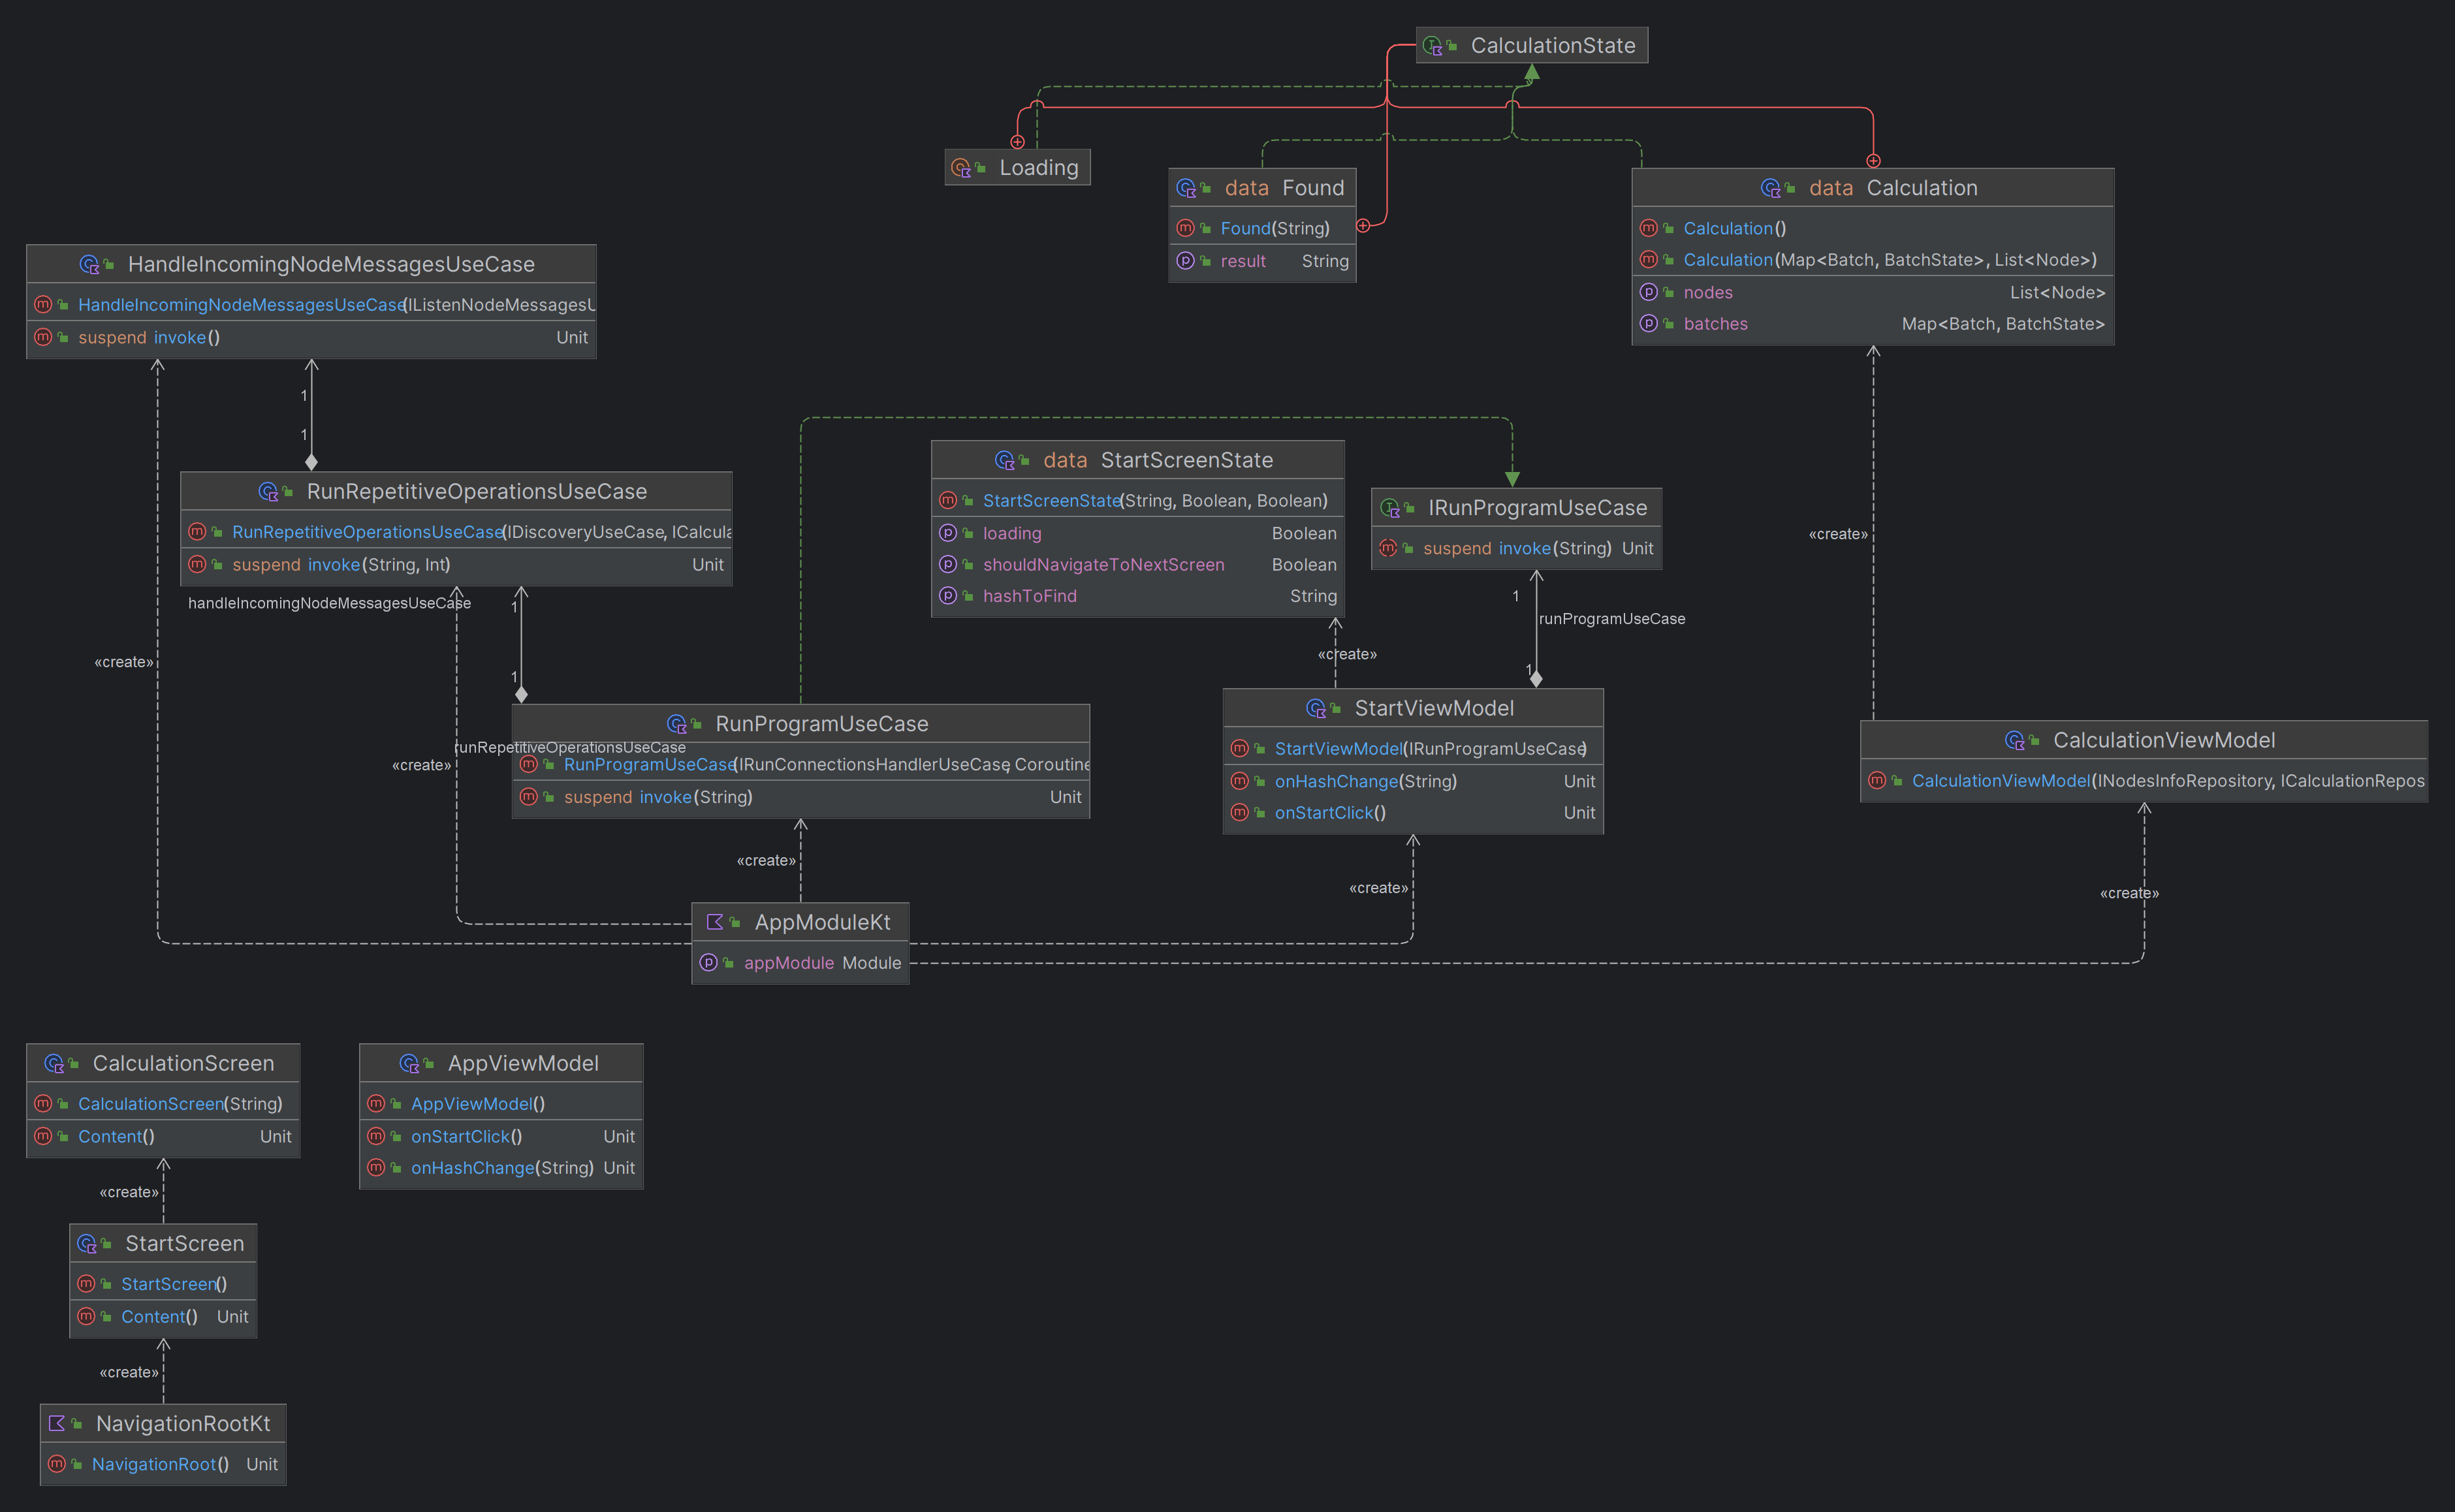 CalculationState
Loading
data Found
Found(String)
result String
data Calculation
Calculation()
Calculation(Map<Batch, BatchState>, List<Node>)
nodes List<Node>
batches Map<Batch, BatchState>
HandleIncomingNodeMessagesUseCase
HandleIncomingNodeMessagesUseCase(IListenNodeMessagesU
suspend invoke() Unit
1
1
RunRepetitiveOperationsUseCase
RunRepetitiveOperationsUseCase(IDiscoveryUseCase, ICalcula
suspend invoke(String, Int) Unit
handleIncomingNodeMessagesUseCase
data StartScreenState
StartScreenState(String, Boolean, Boolean)
loading Boolean
shouldNavigateToNextScreen Boolean
hashToFind String
IRunProgramUseCase
suspend invoke(String) Unit
«create»
1
1
runProgramUseCase
«create»
«create»
1
1
RunProgramUseCase
runRepetitiveOperationsUseCase
RunProgramUseCase(IRunConnectionsHandlerUseCase, Coroutine
suspend invoke(String) Unit
«create»
StartViewModel
StartViewModel(IRunProgramUseCase)
onHashChange(String) Unit
onStartClick() Unit
CalculationViewModel
CalculationViewModel(INodesInfoRepository, ICalculationRepos
«create»
«create»
«create»
AppModuleKt
appModule Module
CalculationScreen
CalculationScreen(String)
Content() Unit
AppViewModel
AppViewModel()
onStartClick() Unit
onHashChange(String) Unit
«create»
StartScreen
StartScreen()
Content() Unit
«create»
NavigationRootKt
NavigationRoot() Unit